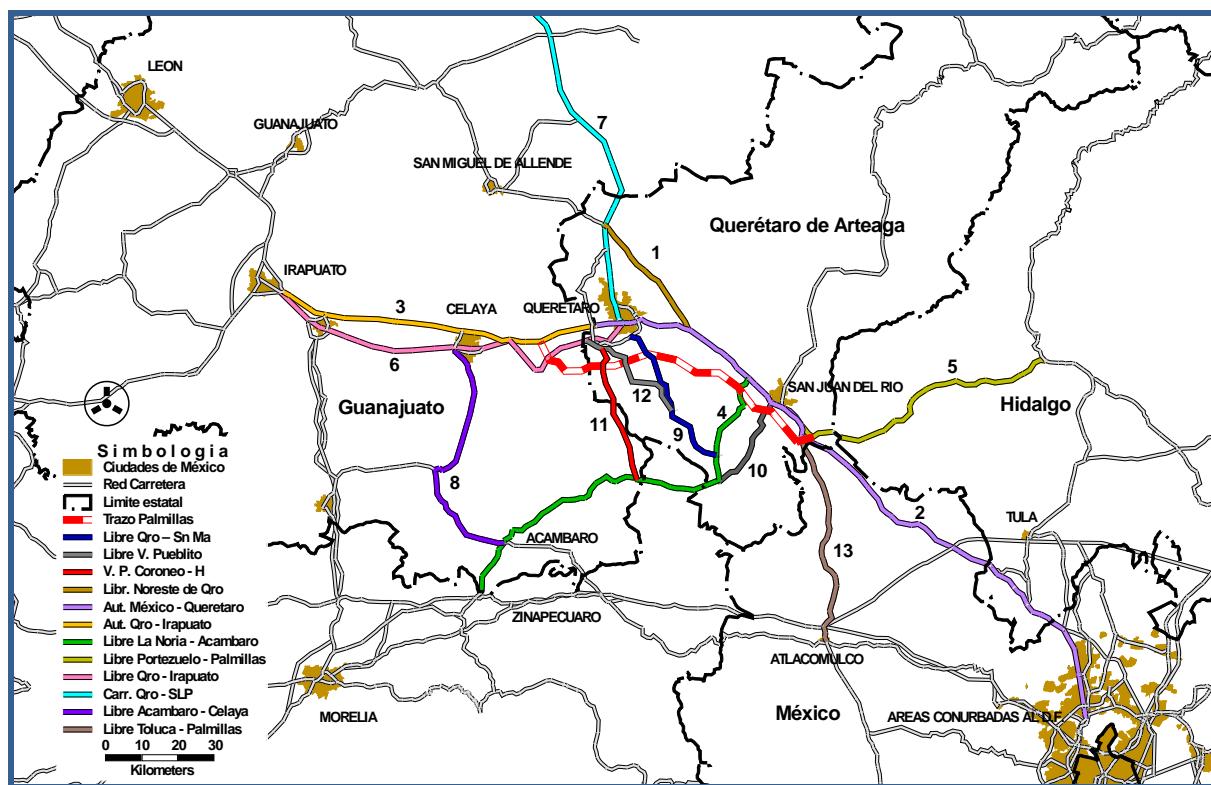 LEON
GUANAJUATO
7
SAN MIGUEL DE ALLENDE
Querétaro de Arteaga
1
IRAPUATO
3
CELAYA
QUERETARO
6
SAN JUAN DEL RIO
5
Guanajuato
12
4
Hidalgo
11
9
10
8
2
TULA
ACAMBARO
13
ZINAPECUARO
ATLACOMULCO
MORELIA
México
AREAS CONURBADAS AL D.F.
Simbologia
Ciudades de México
Red Carretera
Limite estatal
Trazo Palmillas
Libre Qro – Sn Ma
Libre V. Pueblito
V. P. Coroneo - H
Libr. Noreste de Qro
Aut. México - Queretaro
Aut. Qro - Irapuato
Libre La Noria - Acambaro
Libre Portezuelo - Palmillas
Libre Qro - Irapuato
Carr. Qro - SLP
Libre Acambaro - Celaya
Libre Toluca - Palmillas
0 10 20 30
Kilometers